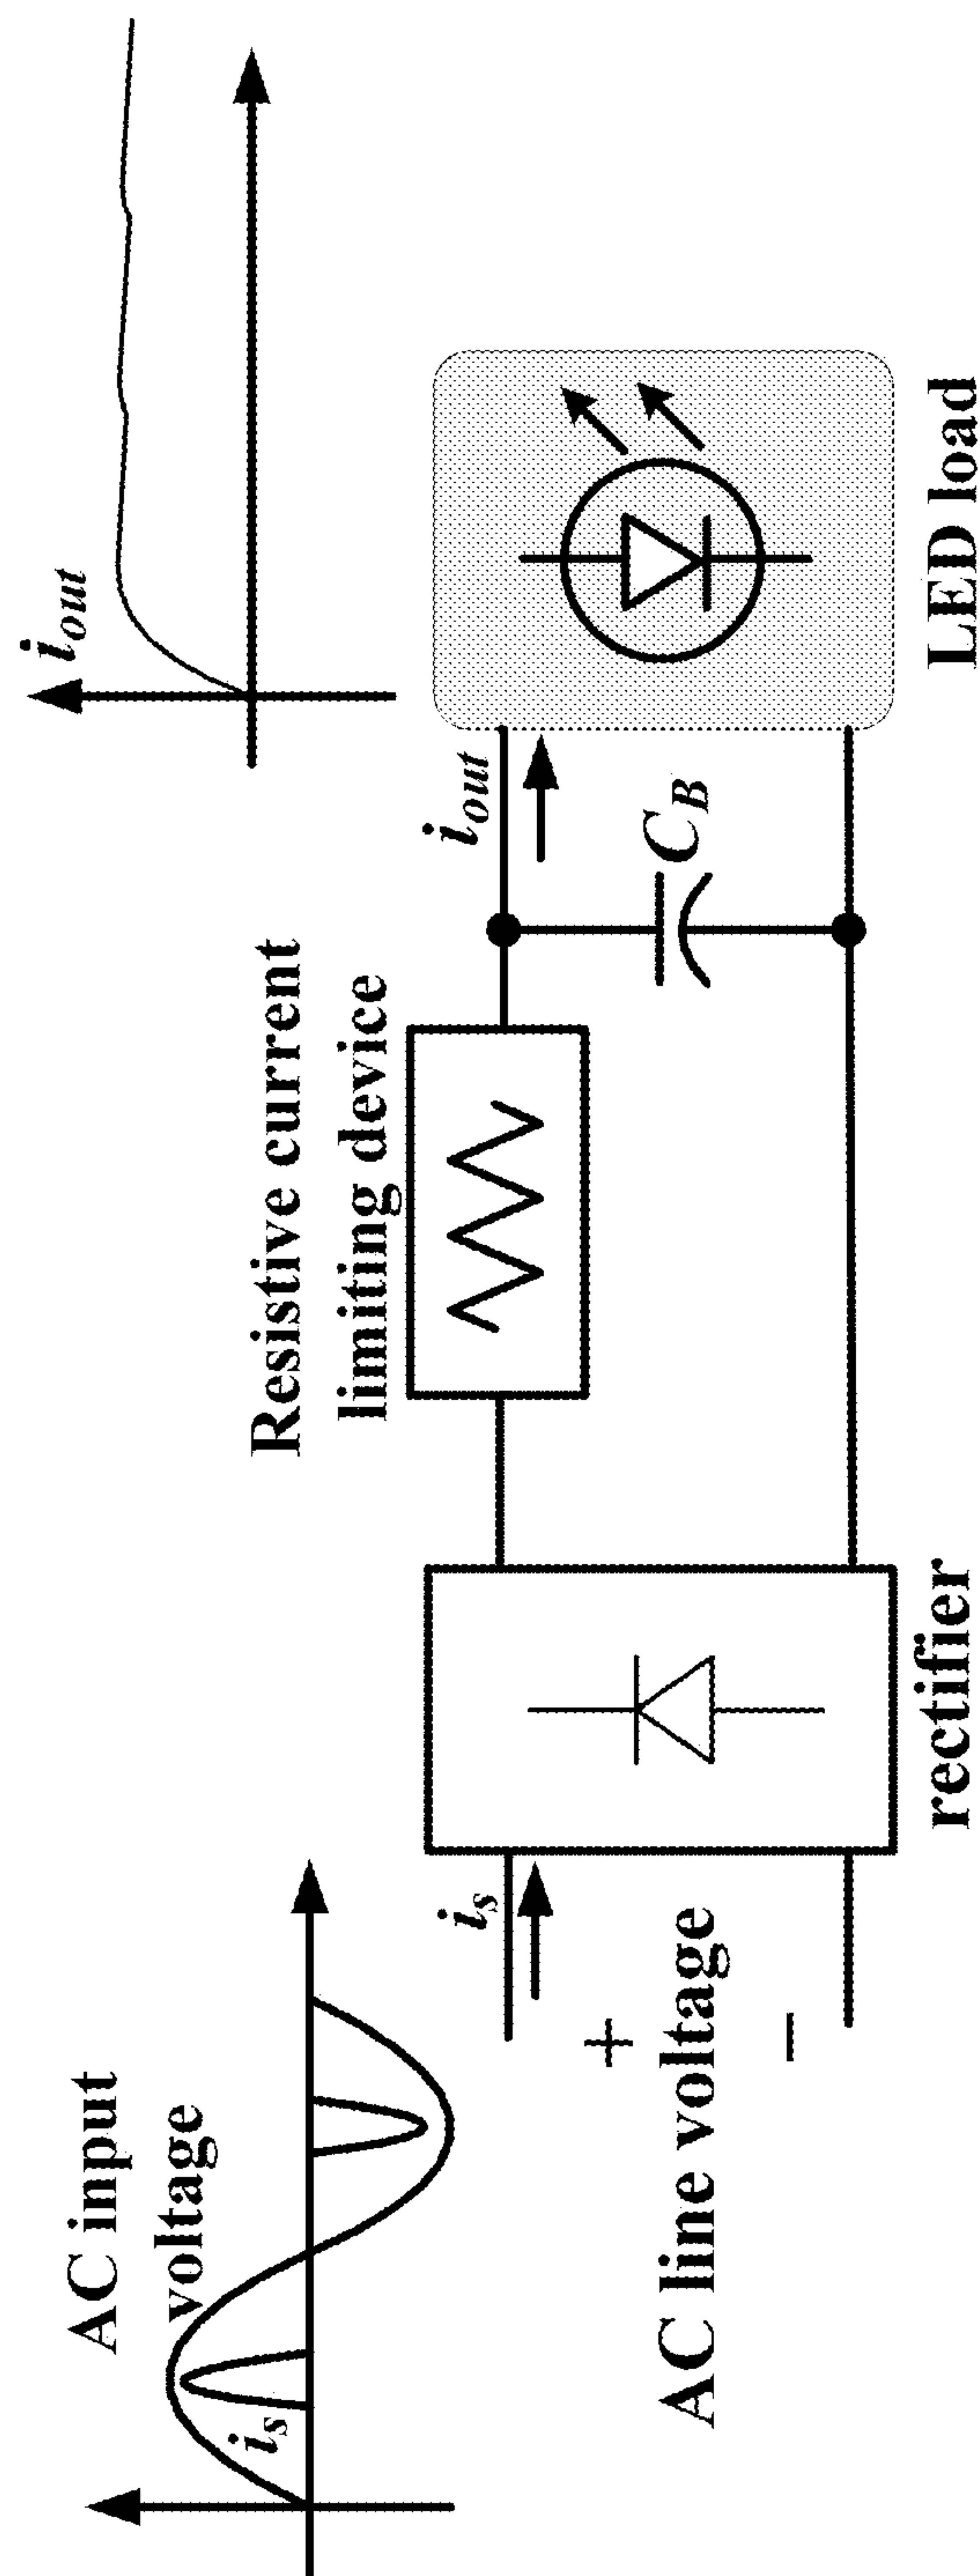 AC input
voltage
i_s
i_s
+
AC line voltage
−
rectifier
Resistive current
limiting device
i_out
C_B
LED load
i_out